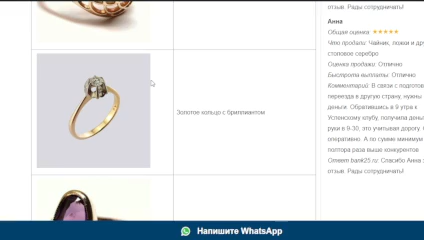 отзыв. Рады сотрудничать!
Анна
Общая оценка
Что продали: Чайник, ложки и др
столовое серебро
Оценка продажи: Отлично
Быстрота выплаты: Отлично
Комментарий: В связи с подготов
переезда в другую страну, нужны
деньги. Обратившись в 9 утра к
Успенскому клубу, получила день
руки в 9-30, это учитывая дорогу.
оперативно. А по сумме минимум
полтора раза выше конкурентов
Ответ bank25.ru: Спасибо Анна з
отзыв. Рады сотрудничать!
Золотое кольцо с бриллиантом
Напишите WhatsApp